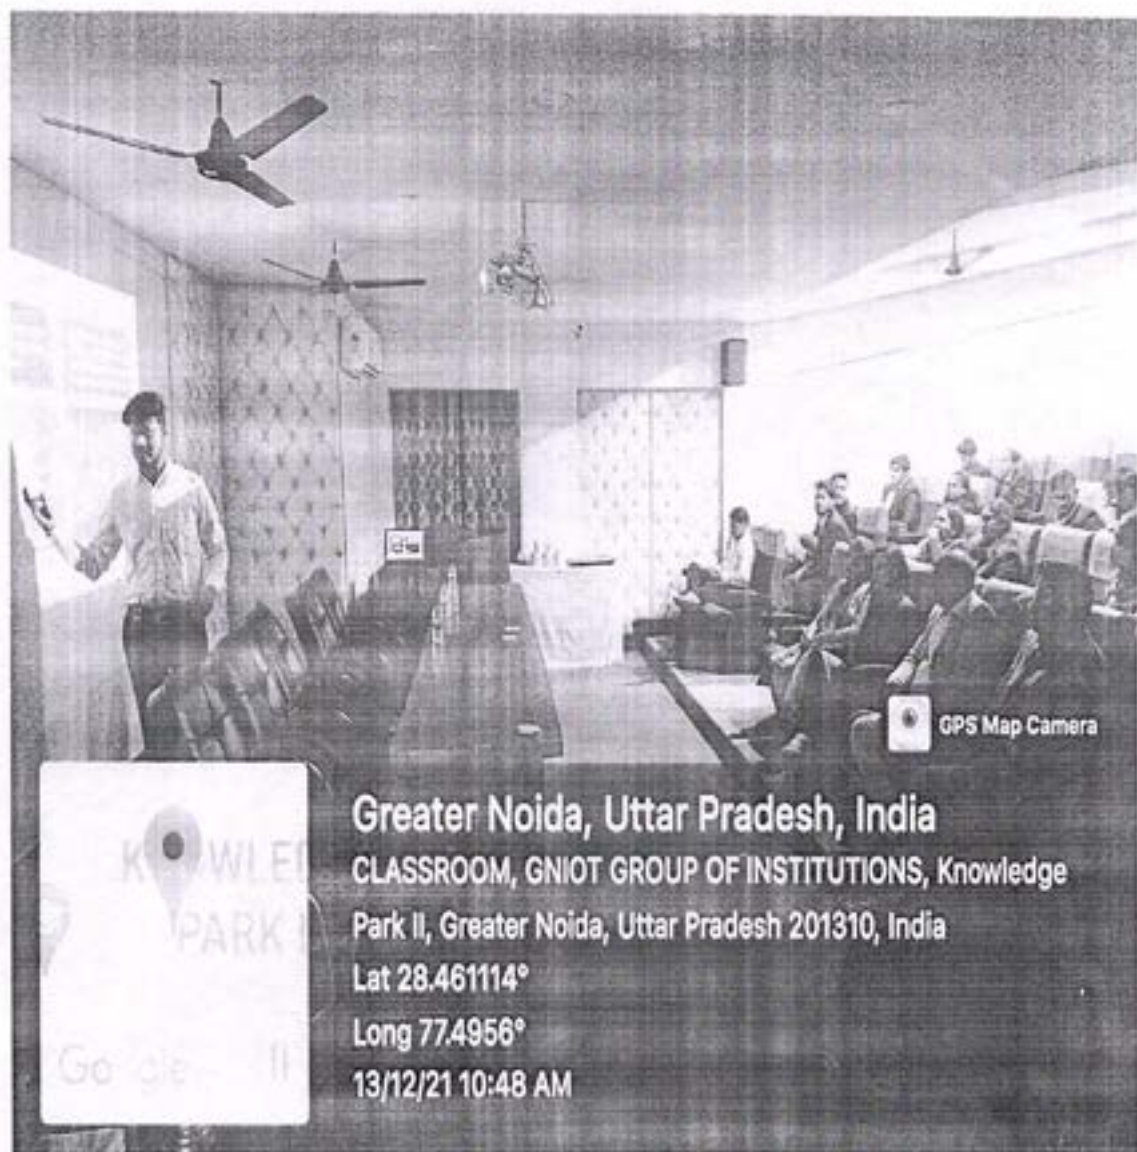 GPS Map Camera
Greater Noida, Uttar Pradesh, India
CLASSROOM, GNIOT GROUP OF INSTITUTIONS, Knowledge
Park II, Greater Noida, Uttar Pradesh 201310, India
Lat 28.461114°
Long 77.4956°
13/12/21 10:48 AM
PARK